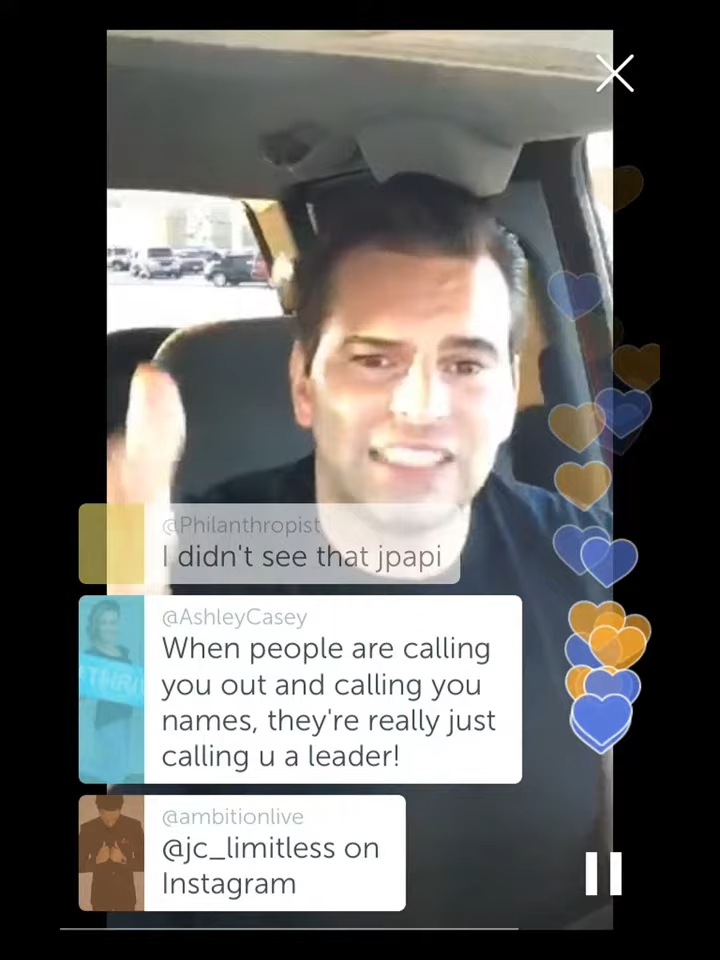 @Philanthropist
I didn't see that jpapi
@AshleyCasey
When people are calling
you out and calling you
names, they're really just
calling u a leader!
@ambitionlive
@jc_limitless on
Instagram